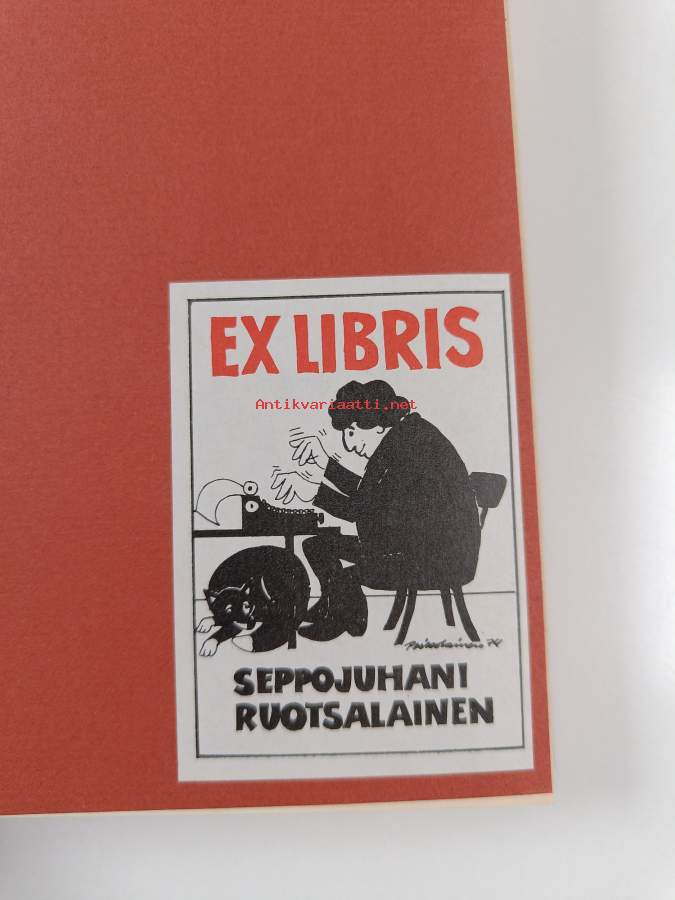 EX LIBRIS
Antikvariaatti.net
SEPPOJUHANI
RUOTSALAINEN